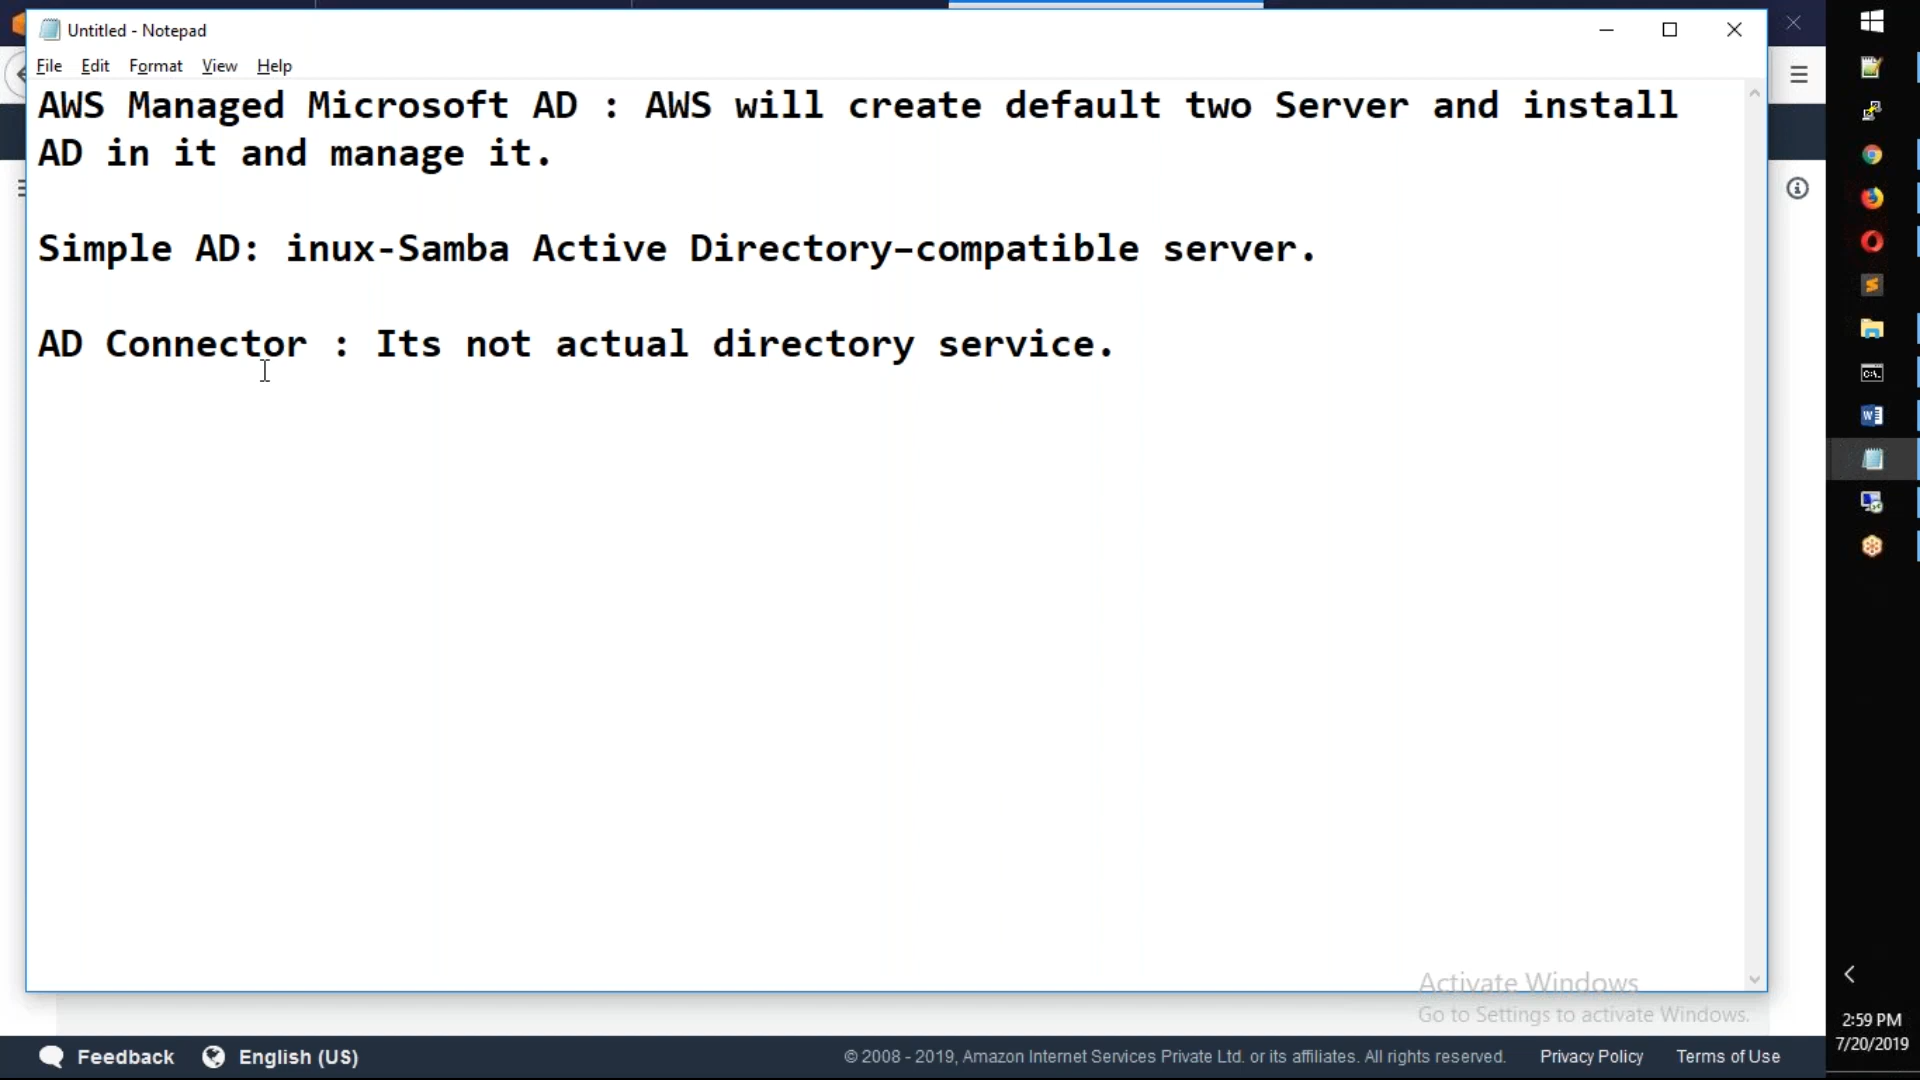 Untitled - Notepad
File Edit Format View Help
AWS Managed Microsoft AD : AWS will create default two Server and install
AD in it and manage it.
Simple AD: inux-Samba Active Directory–compatible server.
AD Connector : Its not actual directory service.
Activate Windows
Go to Settings to activate Windows.
2:59 PM
7/20/2019
Feedback English (US) © 2008 - 2019, Amazon Internet Services Private Ltd. or its affiliates. All rights reserved. Privacy Policy Terms of Use